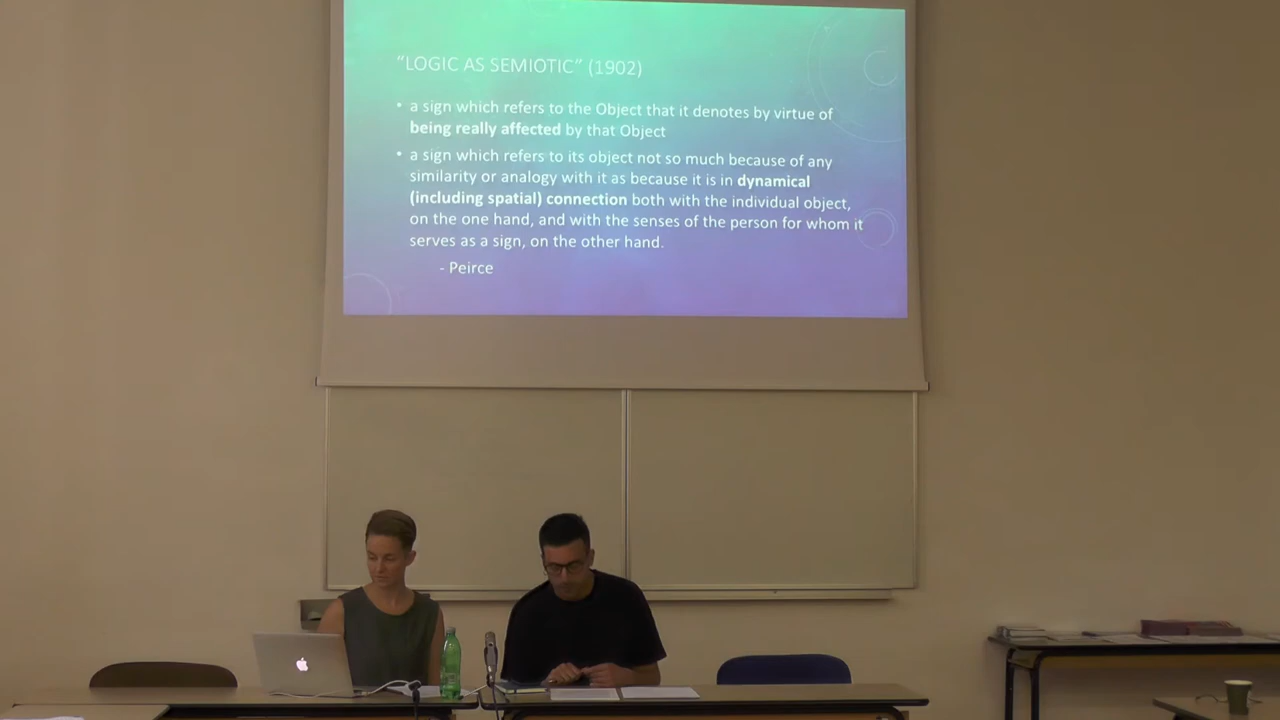 “LOGIC AS SEMIOTIC” (1902)
• a sign which refers to the Object that it denotes by virtue of
being really affected by that Object
• a sign which refers to its object not so much because of any
similarity or analogy with it as because it is in dynamical
(including spatial) connection both with the individual object,
on the one hand, and with the senses of the person for whom it
serves as a sign, on the other hand.
- Peirce